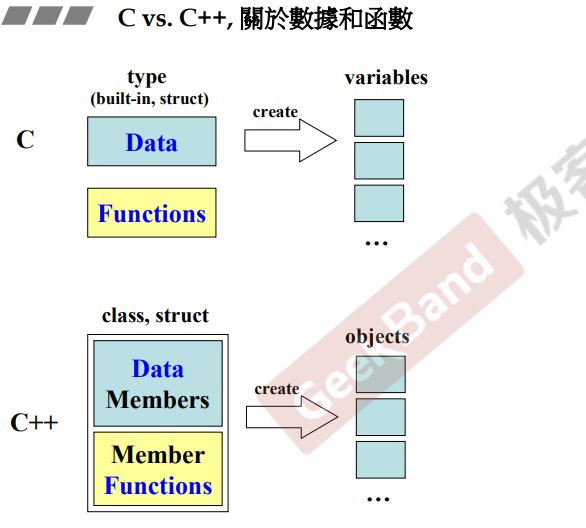 C vs. C++, 關於數據和函數
type
(built-in, struct)
variables
create
C
Data
Functions
...
class, struct
objects
create
C++
Data
Members
Member
Functions
...
GeekBand 极客